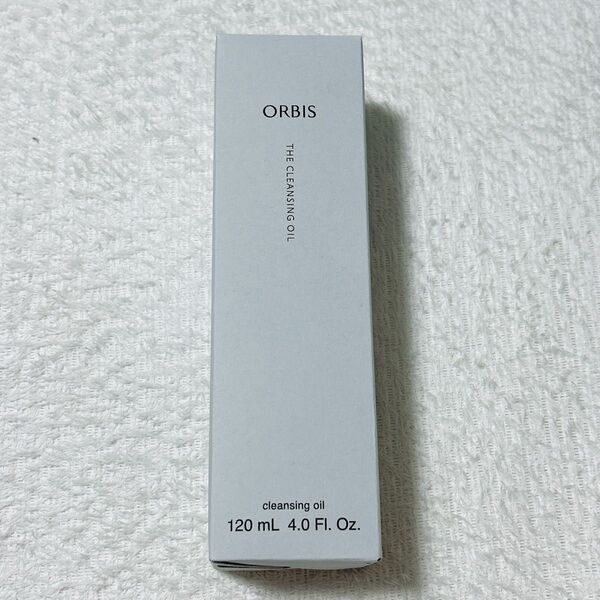 ORBIS
THE CLEANSING OIL
cleansing oil
120 mL 4.0 Fl. Oz.